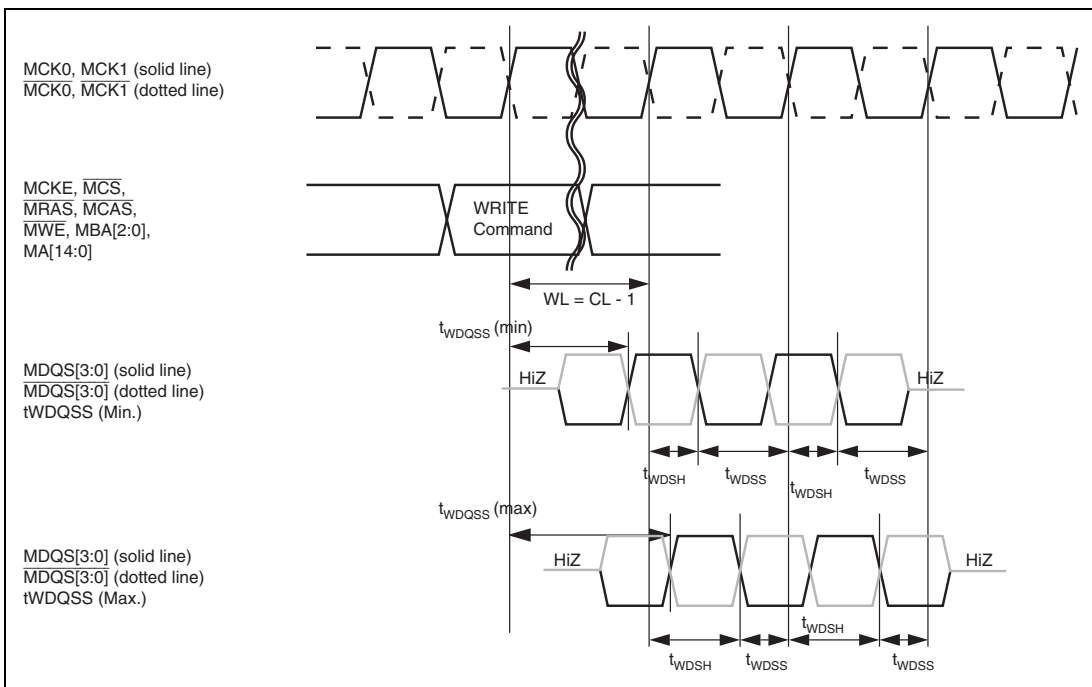 MCK0, MCK1 (solid line)
MCK0, MCK1 (dotted line)
MCKE, MCS,
MRAS, MCAS,
MWE, MBA[2:0],
MA[14:0]
WRITE
Command
WL = CL - 1
tWDQSS (min)
MDQS[3:0] (solid line)
MDQS[3:0] (dotted line)
tWDQSS (Min.)
HiZ
HiZ
tWDSH
tWDSS
tWDSH
tWDSS
tWDQSS (max)
MDQS[3:0] (solid line)
MDQS[3:0] (dotted line)
tWDQSS (Max.)
HiZ
HiZ
tWDSH
tWDSS
tWDSH
tWDSS